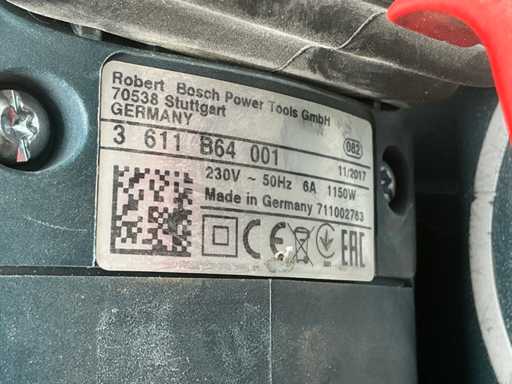 Robert Bosch Power Tools GmbH
70538 Stuttgart
GERMANY
3 611 B64 001
082
11/2017
230V ~ 50Hz 6A 1150W
Made in Germany 711002763
CE
EAC